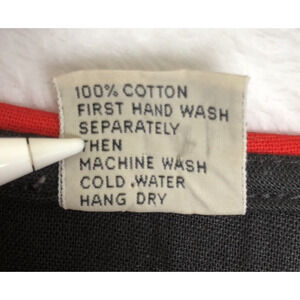 100% COTTON
FIRST HAND WASH
SEPARATELY
THEN
MACHINE WASH
COLD .WATER
HANG DRY